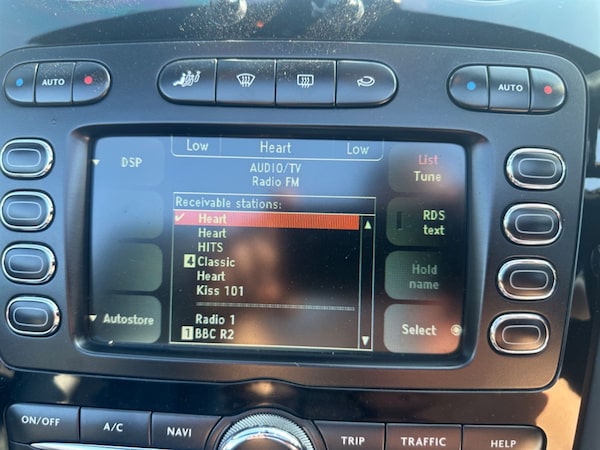 AUTO
AUTO
Low Heart Low
AUDIO/TV
Radio FM
DSP
List
Tune
Receivable stations:
✔ Heart
Heart
HITS
4 Classic
Heart
Kiss 101
Radio 1
1 BBC R2
RDS
text
Hold
name
Autostore
Select
ON/OFF A/C NAVI TRIP TRAFFIC HELP